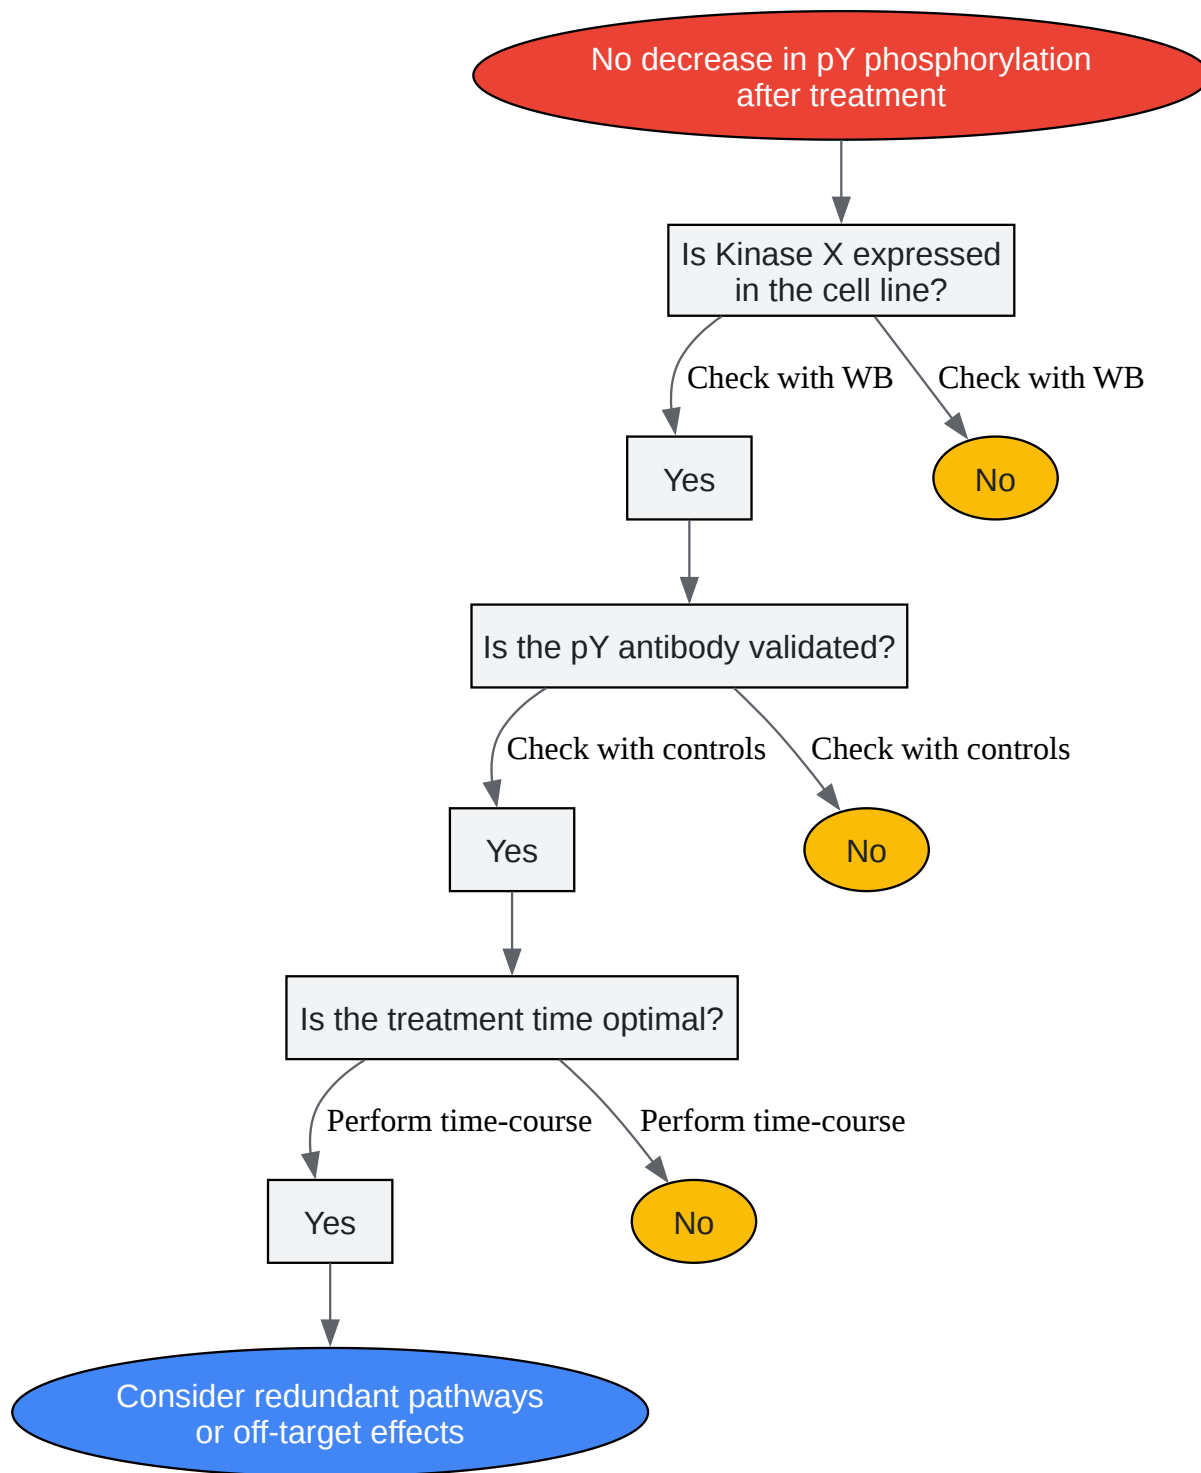 No decrease in pY phosphorylation
after treatment
Is Kinase X expressed
in the cell line?
Check with WB
Check with WB
Yes
No
Is the pY antibody validated?
Check with controls
Check with controls
Yes
No
Is the treatment time optimal?
Perform time-course
Perform time-course
Yes
No
Consider redundant pathways
or off-target effects